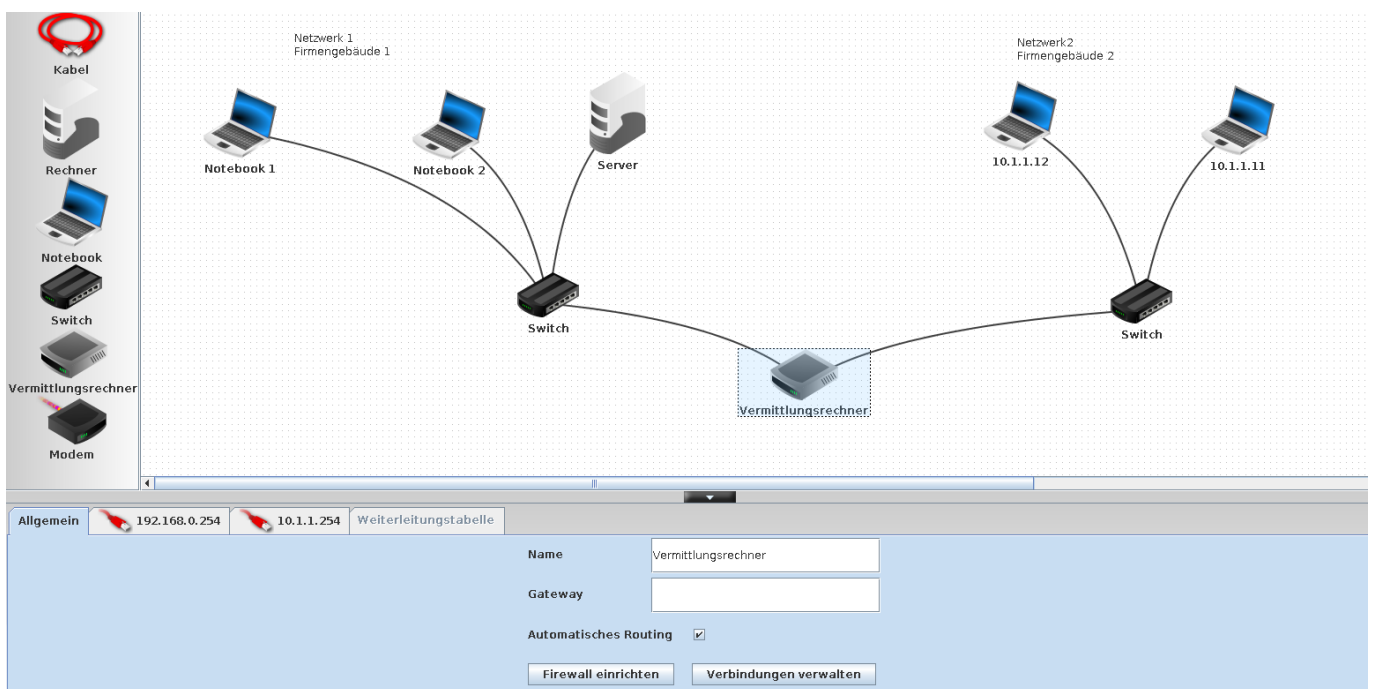 Kabel
Rechner
Notebook
Switch
Vermittlungsrechner
Modem
Netzwerk 1
Firmengebäude 1
Netzwerk2
Firmengebäude 2
Notebook 1
Notebook 2
Server
10.1.1.12
10.1.1.11
Switch
Switch
Vermittlungsrechner
Allgemein
192.168.0.254
10.1.1.254
Weiterleitungstabelle
Name
Vermittlungsrechner
Gateway
Automatisches Routing
Firewall einrichten
Verbindungen verwalten